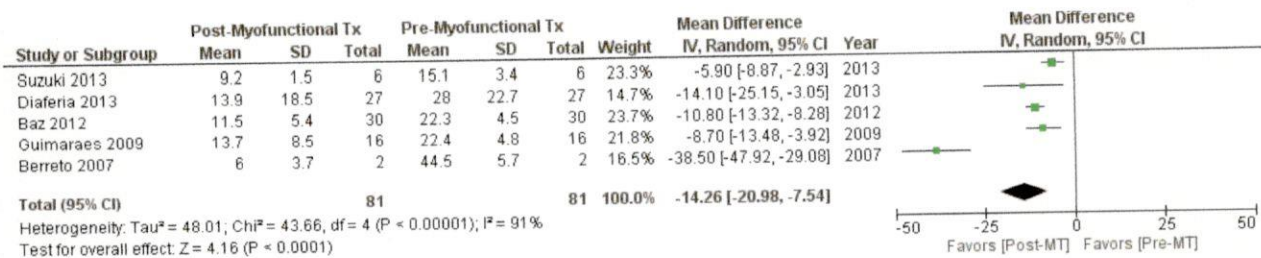 Post-Myofunctional Tx Pre-Myofunctional Tx Mean Difference Mean Difference
Study or Subgroup Mean SD Total Mean SD Total Weight IV, Random, 95% CI Year IV, Random, 95% CI
Suzuki 2013 9.2 1.5 6 15.1 3.4 6 23.3% -5.90 [-8.87, -2.93] 2013
Diaferia 2013 13.9 18.5 27 28 22.7 27 14.7% -14.10 [-25.15, -3.05] 2013
Baz 2012 11.5 5.4 30 22.3 4.5 30 23.7% -10.80 [-13.32, -8.28] 2012
Guimaraes 2009 13.7 8.5 16 22.4 4.8 16 21.8% -8.70 [-13.48, -3.92] 2009
Berreto 2007 6 3.7 2 44.5 5.7 2 16.5% -38.50 [-47.92, -29.08] 2007
Total (95% CI) 81 81 100.0% -14.26 [-20.98, -7.54]
Heterogeneity: Tau² = 48.01; Chi² = 43.66, df = 4 (P < 0.00001); I² = 91%
Test for overall effect: Z = 4.16 (P < 0.0001)
-50 -25 0 25 50
Favors [Post-MT] Favors [Pre-MT]